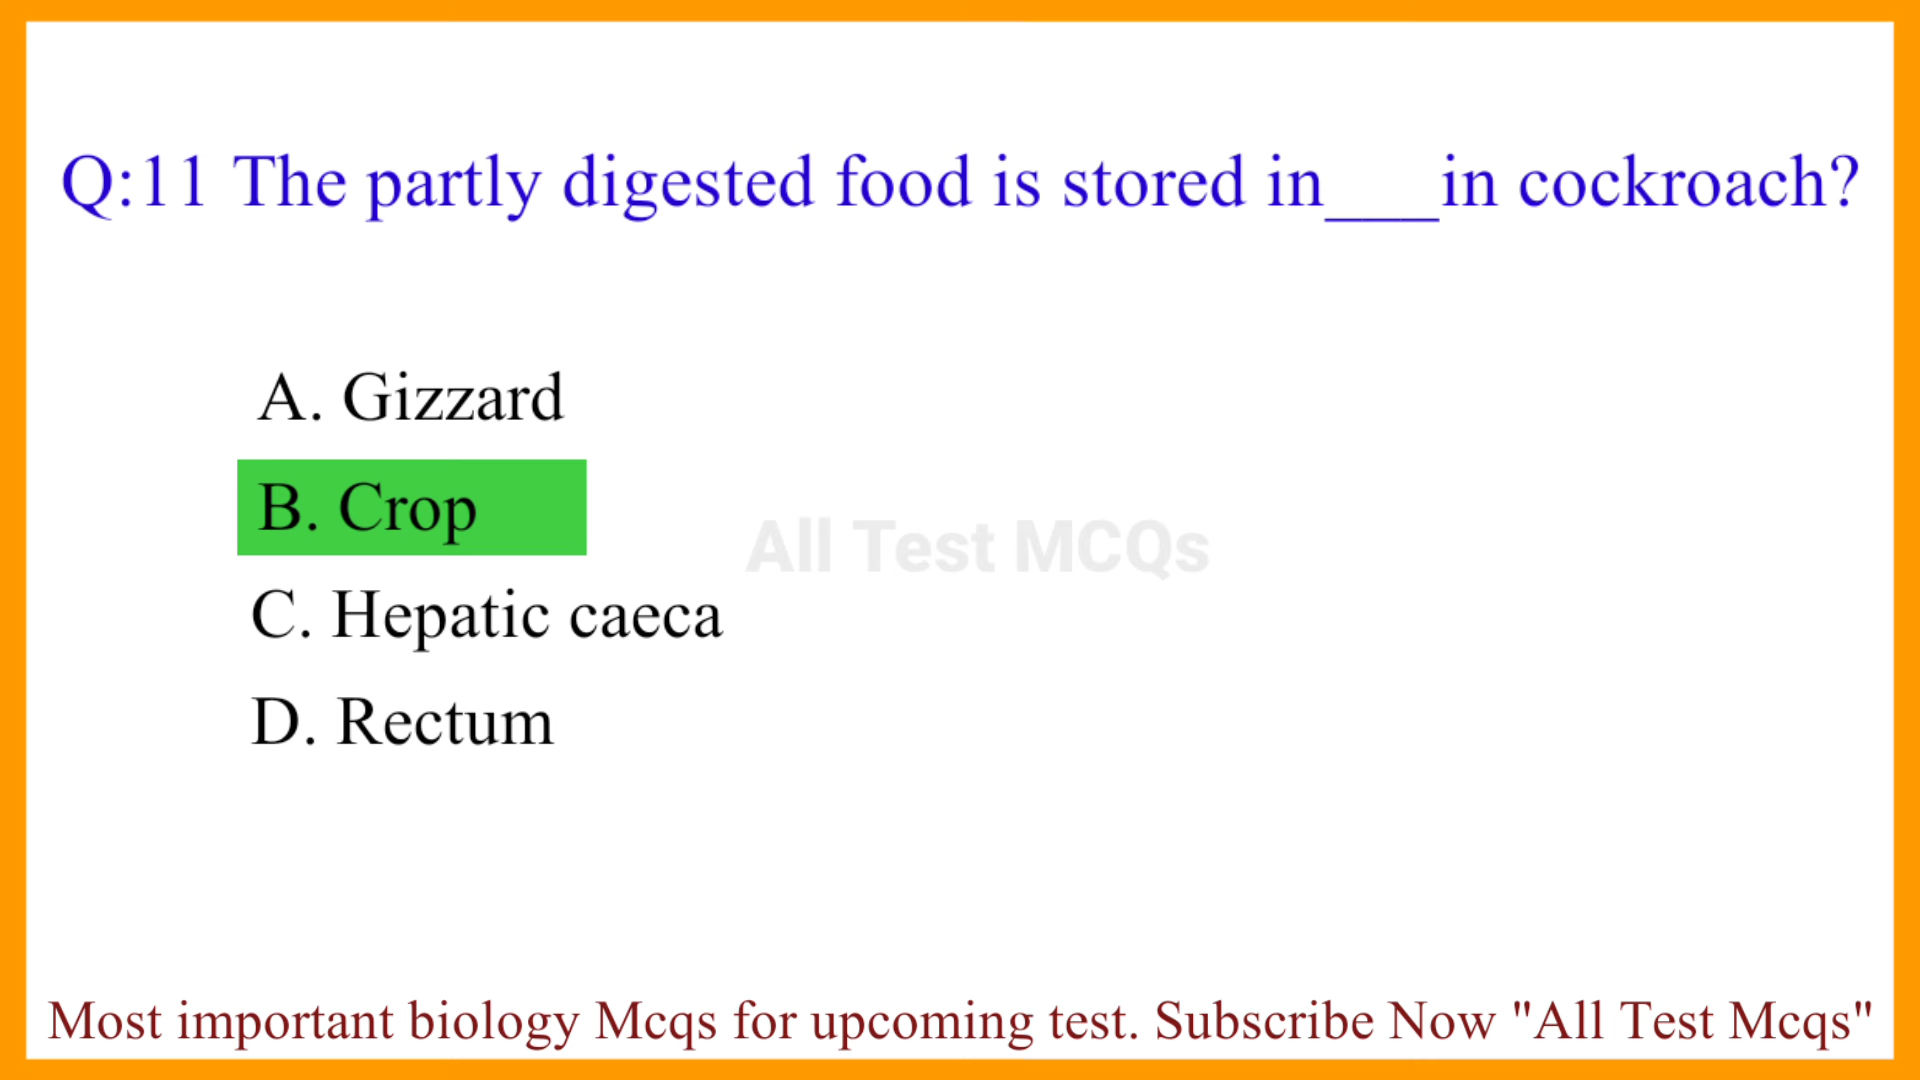 Q:11 The partly digested food is stored in___in cockroach?
A. Gizzard
B. Crop
All Test MCQs
C. Hepatic caeca
D. Rectum
Most important biology Mcqs for upcoming test. Subscribe Now "All Test Mcqs"